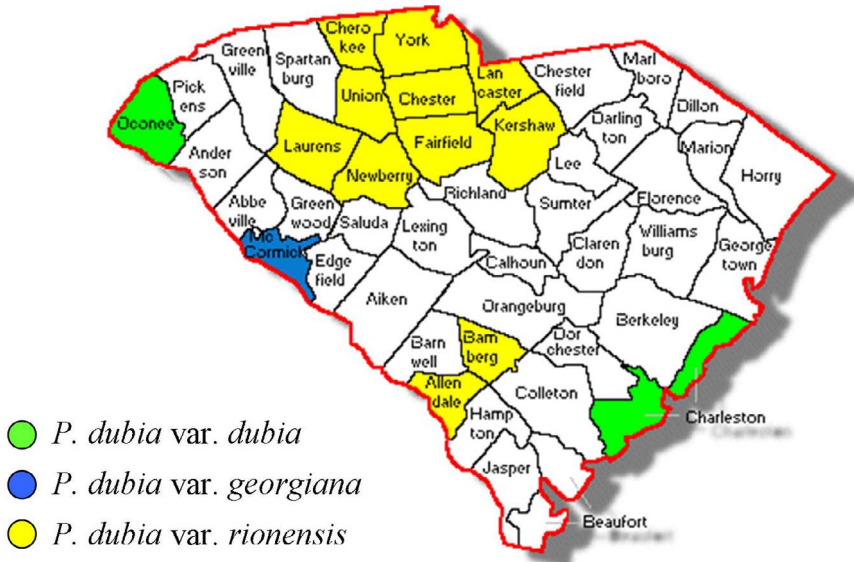 Chero
kee
York
Green
ville
Spartan
burg
Pick
ens
Lan
caster
Chester
field
Marl
boro
Dillon
Union
Chester
Oconee
Kershaw
Darling
ton
Marion
Ander
son
Laurens
Fairfield
Lee
Horry
Newberry
Richland
Florence
Abbe
ville
Green
wood
Saluda
Sumter
Lexing
ton
Williams
burg
George
town
Mc
Cormick
Edge
field
Calhoun
Claren
don
Aiken
Orangeburg
Berkeley
Barn
well
Bam
berg
Dor
chester
Allen
dale
Colleton
Hamp
ton
Charleston
Charleston
Jasper
Beaufort
Beaufort
P. dubia var. dubia
P. dubia var. georgiana
P. dubia var. rionensis